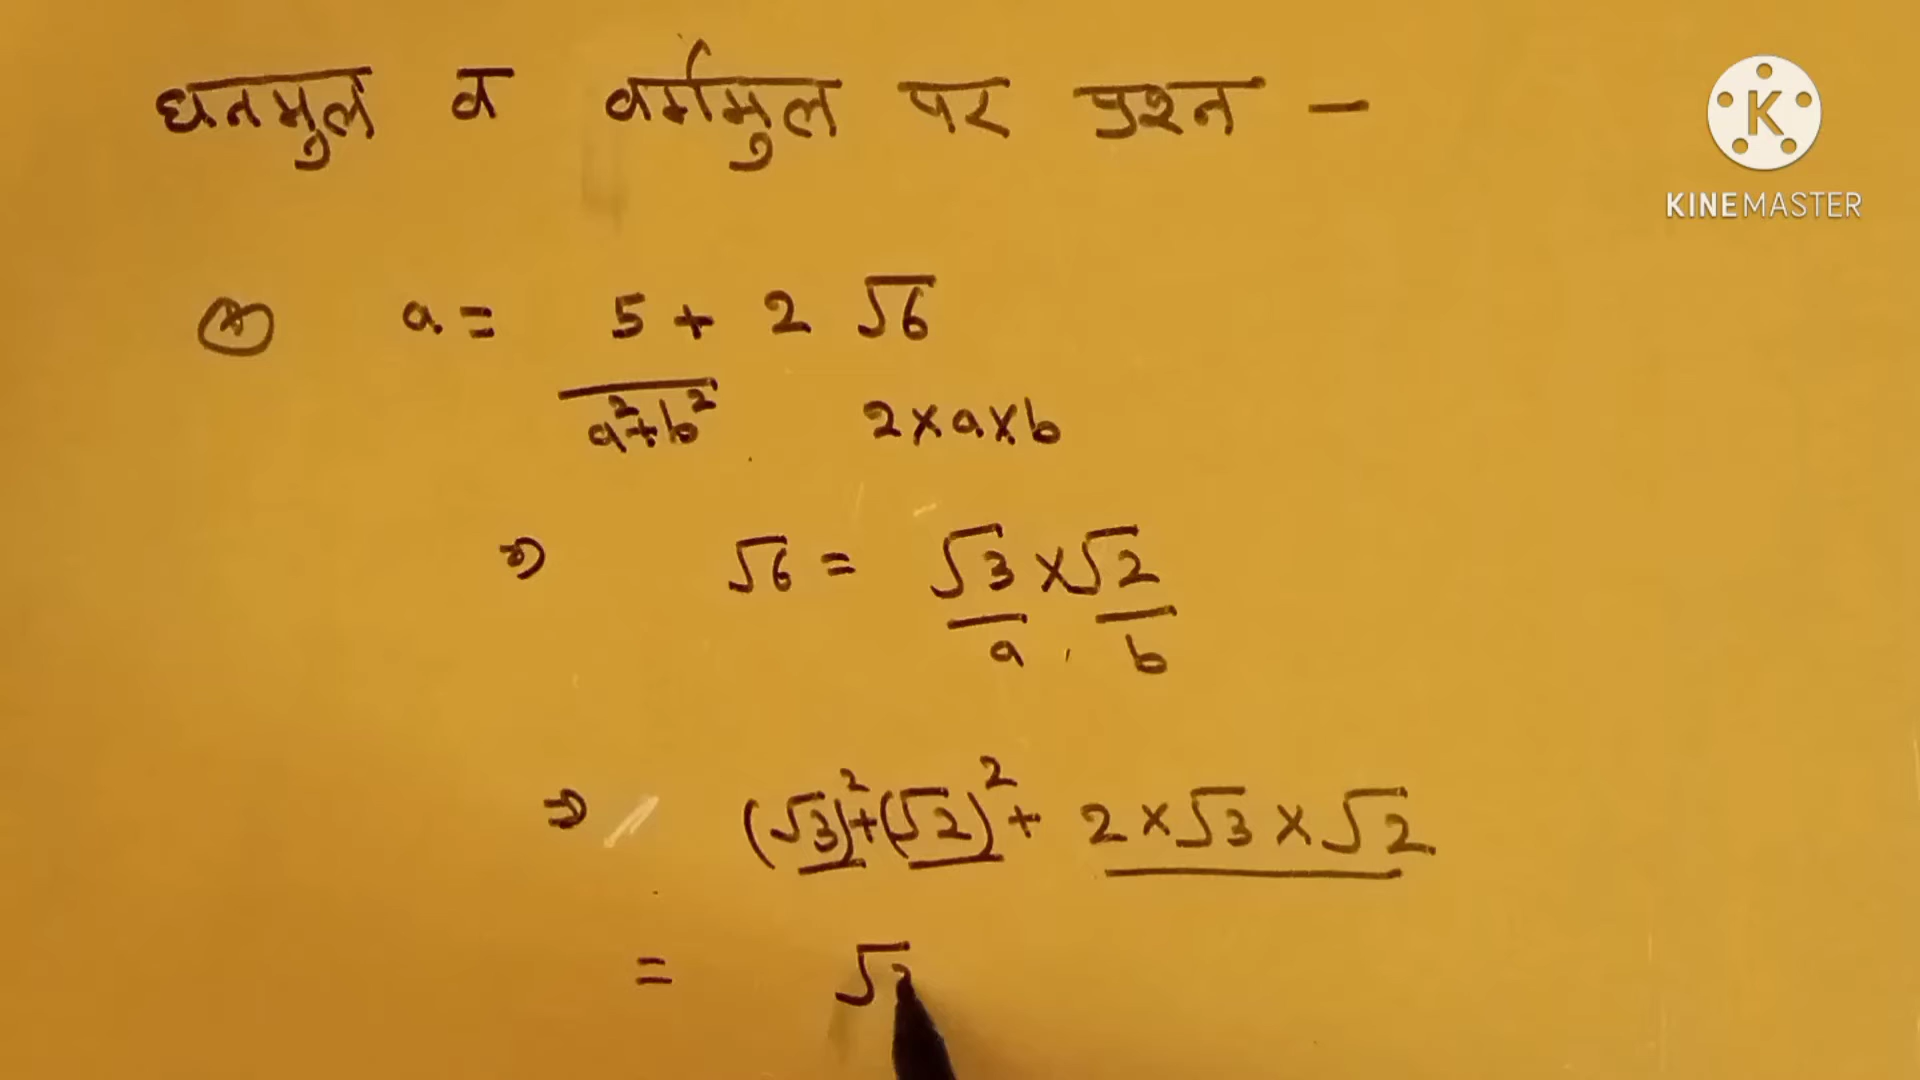 घनमुल व वर्गमुल पर प्रश्न -
KINEMASTER
a = 5 + 2 √6
a²+b² 2×a×b
⇒ √6 = √3 × √2
a , b
⇒ (√3)²+(√2)²+ 2×√3×√2
= √